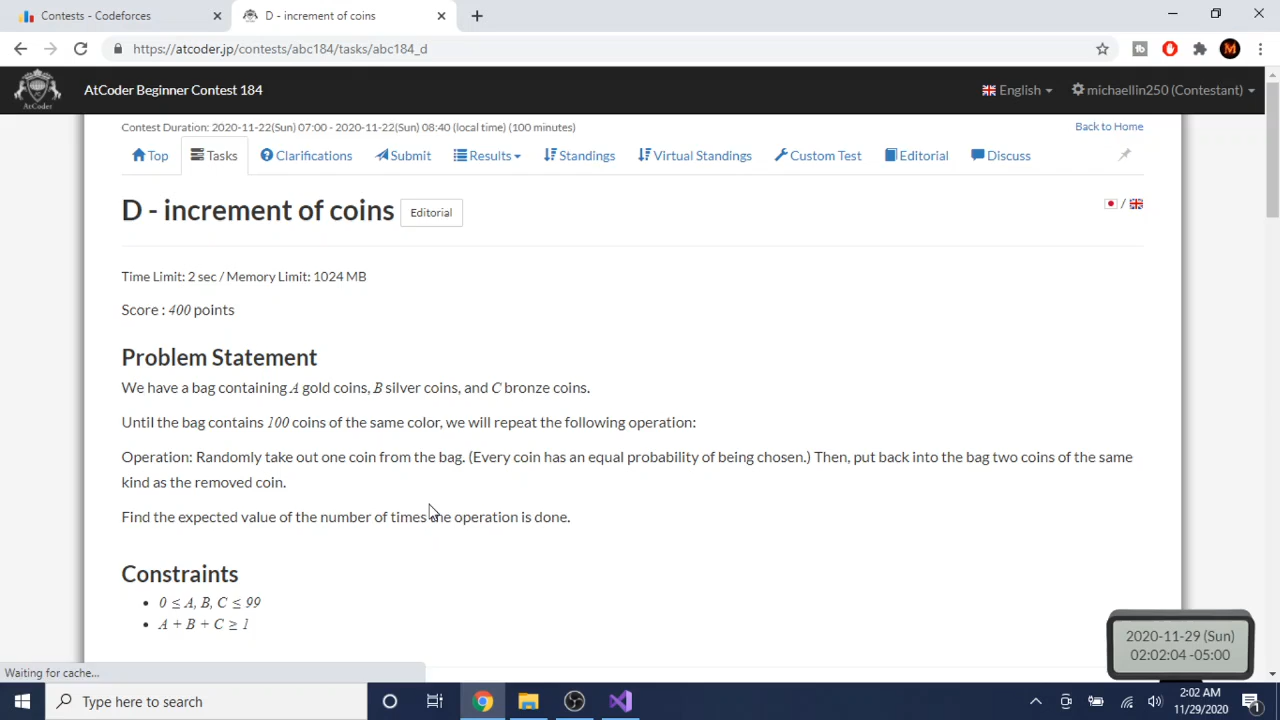 Contests - Codeforces
D - increment of coins
https://atcoder.jp/contests/abc184/tasks/abc184_d
AtCoder Beginner Contest 184
English
michaellin250 (Contestant)
Contest Duration: 2020-11-22(Sun) 07:00 - 2020-11-22(Sun) 08:40 (local time) (100 minutes)
Back to Home
Top
Tasks
Clarifications
Submit
Results
Standings
Virtual Standings
Custom Test
Editorial
Discuss
D - increment of coins
Editorial
/
Time Limit: 2 sec / Memory Limit: 1024 MB
Score : 400 points
Problem Statement
We have a bag containing A gold coins, B silver coins, and C bronze coins.
Until the bag contains 100 coins of the same color, we will repeat the following operation:
Operation: Randomly take out one coin from the bag. (Every coin has an equal probability of being chosen.) Then, put back into the bag two coins of the same
kind as the removed coin.
Find the expected value of the number of times the operation is done.
Constraints
• 0 ≤ A, B, C ≤ 99
• A + B + C ≥ 1
2020-11-29 (Sun)
02:02:04 -05:00
Waiting for cache...
Type here to search
2:02 AM
11/29/2020